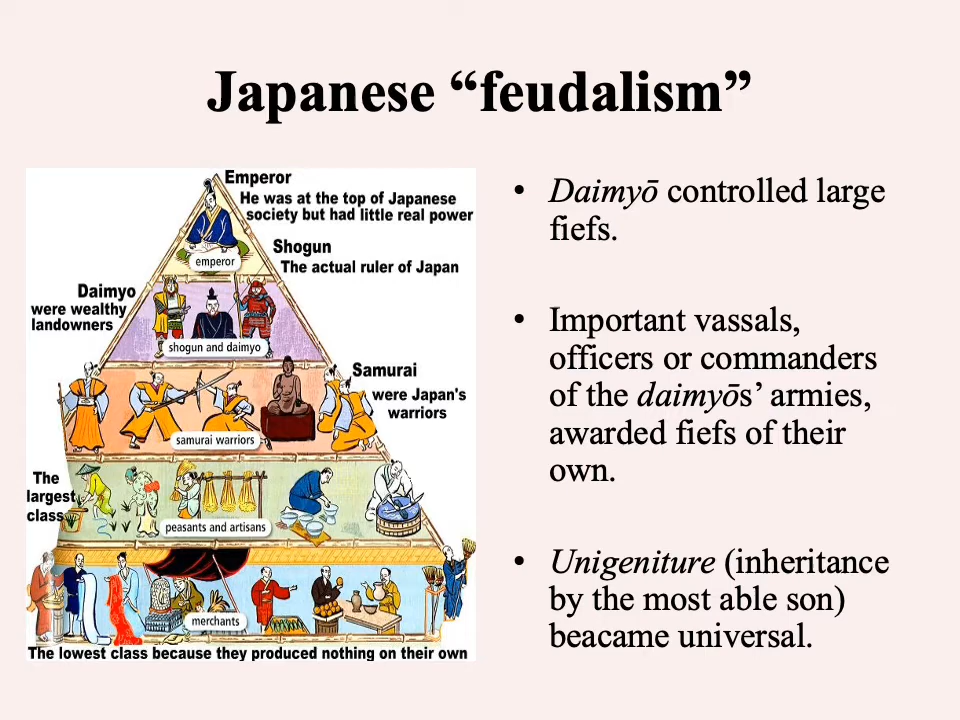 Japanese “feudalism”
Emperor
He was at the top of Japanese
society but had little real power
emperor
Shogun
The actual ruler of Japan
Daimyo
were wealthy
landowners
shogun and daimyo
Samurai
were Japan's
warriors
samurai warriors
The
largest
class
peasants and artisans
merchants
The lowest class because they produced nothing on their own
• Daimyō controlled large
fiefs.
• Important vassals,
officers or commanders
of the daimyōs’ armies,
awarded fiefs of their
own.
• Unigeniture (inheritance
by the most able son)
beacame universal.